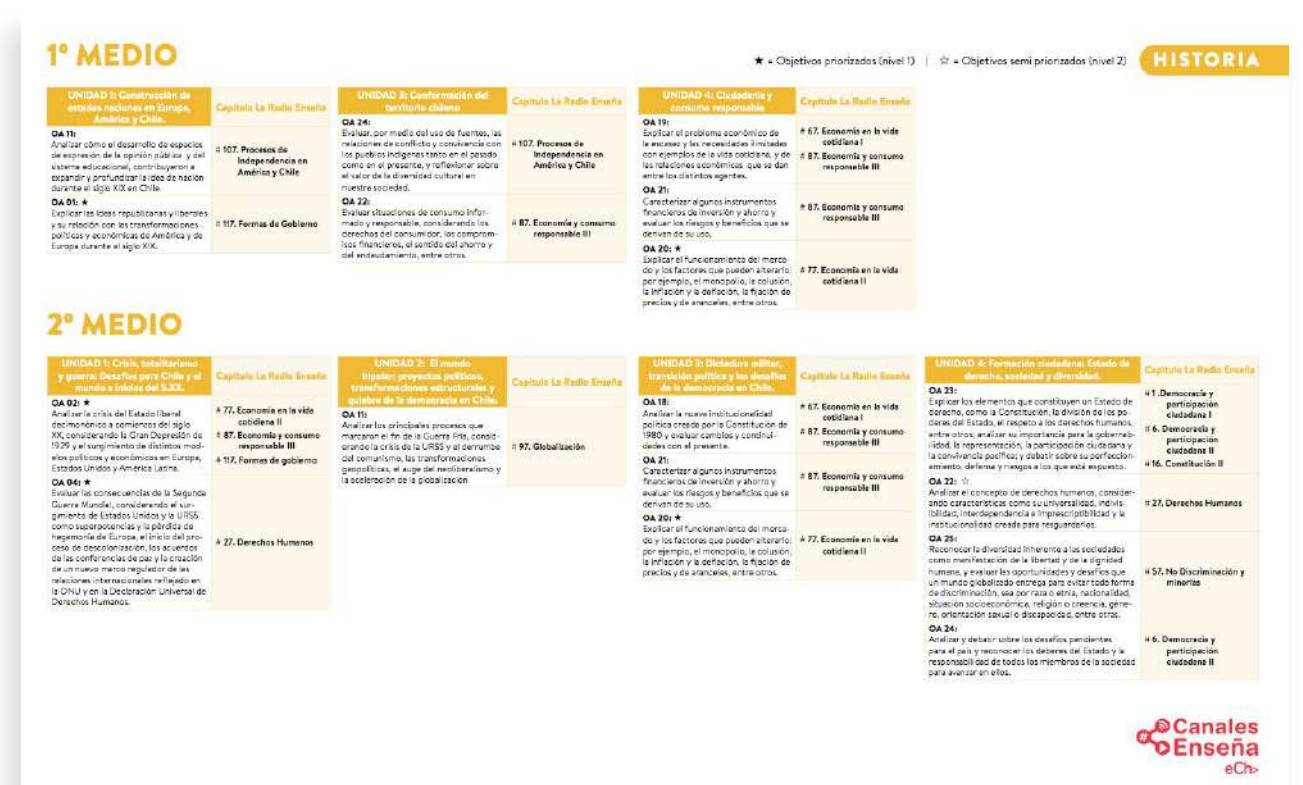 1º MEDIO
★ = Objetivos priorizados (nivel 1) | ☆ = Objetivos semi priorizados (nivel 2)
HISTORIA
UNIDAD 1: Construcción de
estados naciones en Europa,
América y Chile.
Capítulo La Radio Enseña
OA 11:
Analizar cómo el desarrollo de espacios
de expresión de la opinión pública y del
sistema educacional, contribuyeron a
expandir y profundizar la idea de nación
durante el siglo XIX en Chile.
# 107. Procesos de
Independencia en
América y Chile
OA 01: ★
Explicar las ideas republicanas y liberales
y su relación con las transformaciones
políticas y económicas de América y de
Europa durante el siglo XIX.
# 117. Formas de Gobierno
UNIDAD 3: Conformación del
territorio chileno
Capítulo La Radio Enseña
OA 24:
Evaluar, por medio del uso de fuentes, las
relaciones de conflicto y convivencia con
los pueblos indígenas tanto en el pasado
como en el presente, y reflexionar sobre
el valor de la diversidad cultural en
nuestra sociedad.
# 107. Procesos de
Independencia en
América y Chile
OA 22:
Evaluar situaciones de consumo infor-
mado y responsable, considerando los
derechos del consumidor, los comprom-
isos financieros, el sentido del ahorro y
del endeudamiento, entre otros.
# 87. Economía y consumo
responsable III
UNIDAD 4: Ciudadanía y
consumo responsable
Capítulo La Radio Enseña
OA 19:
Explicar el problema económico de
la escasez y las necesidades ilimitadas
con ejemplos de la vida cotidiana, y de
las relaciones económicas que se dan
entre los distintos agentes.
# 67. Economía en la vida
cotidiana I
# 87. Economía y consumo
responsable III
OA 21:
Caracterizar algunos instrumentos
financieros de inversión y ahorro y
evaluar los riesgos y beneficios que se
derivan de su uso.
# 87. Economía y consumo
responsable III
OA 20: ★
Explicar el funcionamiento del merca-
do y los factores que pueden alterarlo:
por ejemplo, el monopolio, la colusión,
la inflación y la deflación, la fijación de
precios y de aranceles, entre otros.
# 77. Economía en la vida
cotidiana II
2º MEDIO
UNIDAD 1: Crisis, totalitarismo
y guerra: Desafíos para Chile y el
mundo a inicios del S.XX.
Capítulo La Radio Enseña
OA 02: ★
Analizar la crisis del Estado liberal
decimonónico a comienzos del siglo
XX, considerando la Gran Depresión de
1929 y el surgimiento de distintos mod-
elos políticos y económicos en Europa,
Estados Unidos y América Latina.
# 77. Economía en la vida
cotidiana II
# 87. Economía y consumo
responsable III
# 117. Formas de gobierno
OA 04: ★
Evaluar las consecuencias de la Segunda
Guerra Mundial, considerando el sur-
gimiento de Estados Unidos y la URSS
como superpotencias y la pérdida de
hegemonía de Europa, el inicio del pro-
ceso de descolonización, los acuerdos
de las conferencias de paz y la creación
de un nuevo marco regulador de las
relaciones internacionales reflejado en
la ONU y en la Declaración Universal de
Derechos Humanos.
# 27. Derechos Humanos
UNIDAD 2: El mundo
bipolar: proyectos políticos,
transformaciones estructurales y
quiebre de la democracia en Chile.
Capítulo La Radio Enseña
OA 11:
Analizar los principales procesos que
marcaron el fin de la Guerra Fría, consid-
erando la crisis de la URSS y el derrumbe
del comunismo, las transformaciones
geopolíticas, el auge del neoliberalismo y
la aceleración de la globalización
# 97. Globalización
UNIDAD 3: Dictadura militar,
transición política y los desafíos
de la democracia en Chile.
Capítulo La Radio Enseña
OA 18:
Analizar la nueva institucionalidad
política creada por la Constitución de
1980 y evaluar cambios y continui-
dades con el presente.
# 67. Economía en la vida
cotidiana I
# 87. Economía y consumo
responsable III
OA 21:
Caracterizar algunos instrumentos
financieros de inversión y ahorro y
evaluar los riesgos y beneficios que se
derivan de su uso.
# 87. Economía y consumo
responsable III
OA 20: ★
Explicar el funcionamiento del merca-
do y los factores que pueden alterarlo:
por ejemplo, el monopolio, la colusión,
la inflación y la deflación, la fijación de
precios y de aranceles, entre otros.
# 77. Economía en la vida
cotidiana II
UNIDAD 4: Formación ciudadana: Estado de
derecho, sociedad y diversidad.
Capítulo La Radio Enseña
OA 23:
Explicar los elementos que constituyen un Estado de
derecho, como la Constitución, la división de los po-
deres del Estado, el respeto a los derechos humanos,
entre otros; analizar su importancia para la gobernab-
ilidad, la representación, la participación ciudadana y
la convivencia pacífica; y debatir sobre su perfeccion-
amiento, defensa y riesgos a los que está expuesto.
# 1 .Democracia y
participación
ciudadana I
# 6. Democracia y
participación
ciudadana II
# 16. Constitución II
OA 22: ☆
Analizar el concepto de derechos humanos, consider-
ando características como su universalidad, indivis-
ibilidad, interdependencia e imprescriptibilidad y la
institucionalidad creada para resguardarlos.
# 27. Derechos Humanos
OA 25:
Reconocer la diversidad inherente a las sociedades
como manifestación de la libertad y de la dignidad
humana, y evaluar las oportunidades y desafíos que
un mundo globalizado entrega para evitar toda forma
de discriminación, sea por raza o etnia, nacionalidad,
situación socioeconómica, religión o creencia, géne-
ro, orientación sexual o discapacidad, entre otras.
# 57. No Discriminación y
minorías
OA 24:
Analizar y debatir sobre los desafíos pendientes
para el país y reconocer los deberes del Estado y la
responsabilidad de todos los miembros de la sociedad
para avanzar en ellos.
# 6. Democracia y
participación
ciudadana II
# Canales
Enseña
eCh>